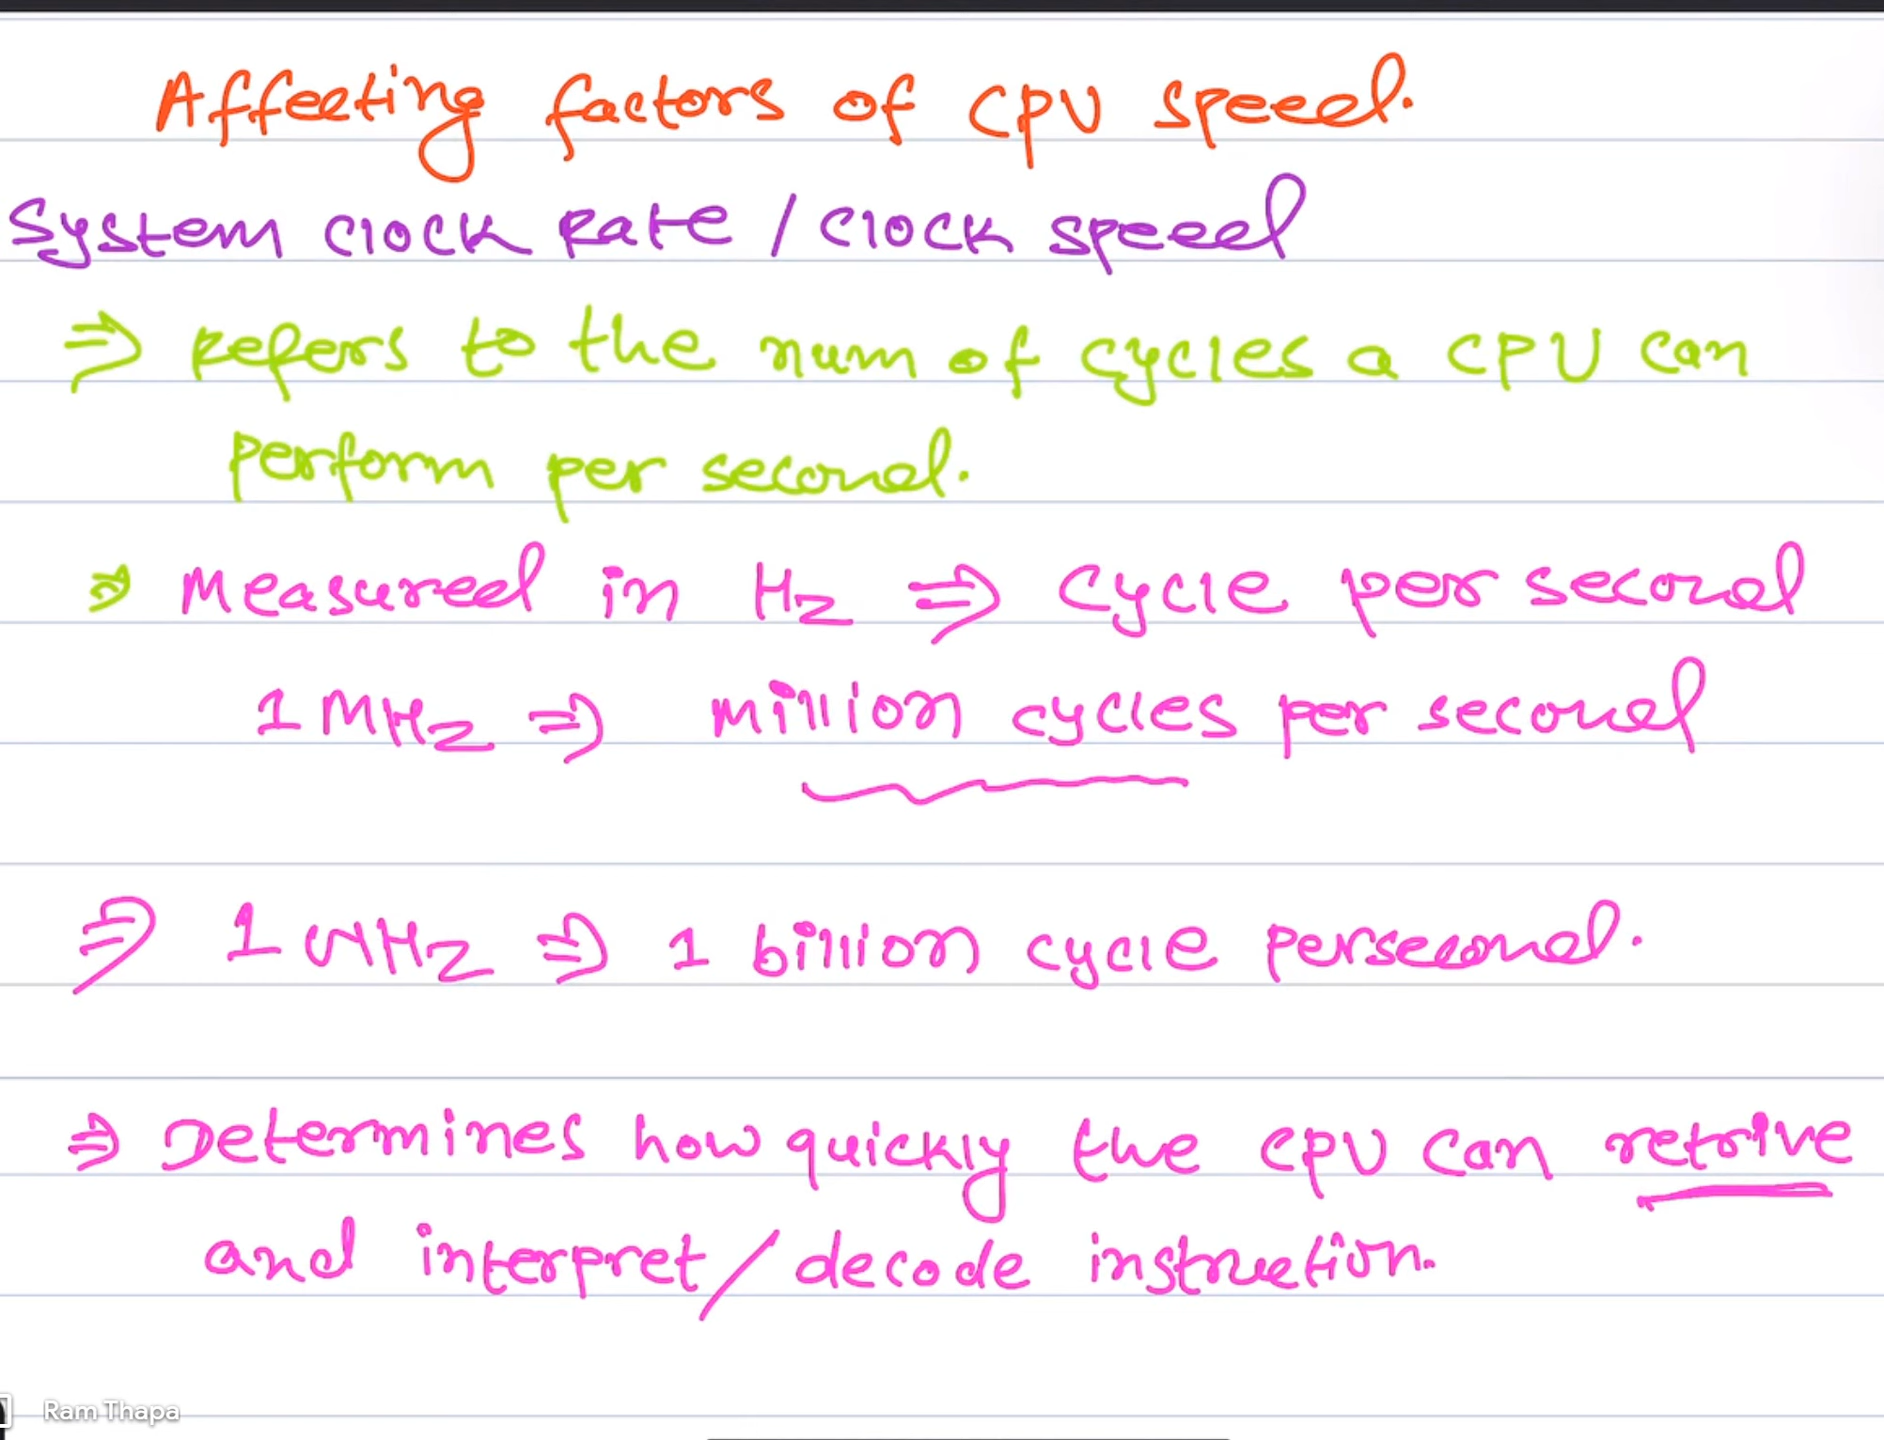 Affecting factors of CPU speed.
System clock Rate / clock speed
⇒ Refers to the num of cycles a CPU can
perform per second.
⇒ Measured in Hz ⇒ cycle per second
1 MHz ⇒ million cycles per second
⇒ 1 GHz ⇒ 1 billion cycle persecond.
⇒ Determines how quickly the CPU can retrive
and interpret / decode instruction.
Ram Thapa